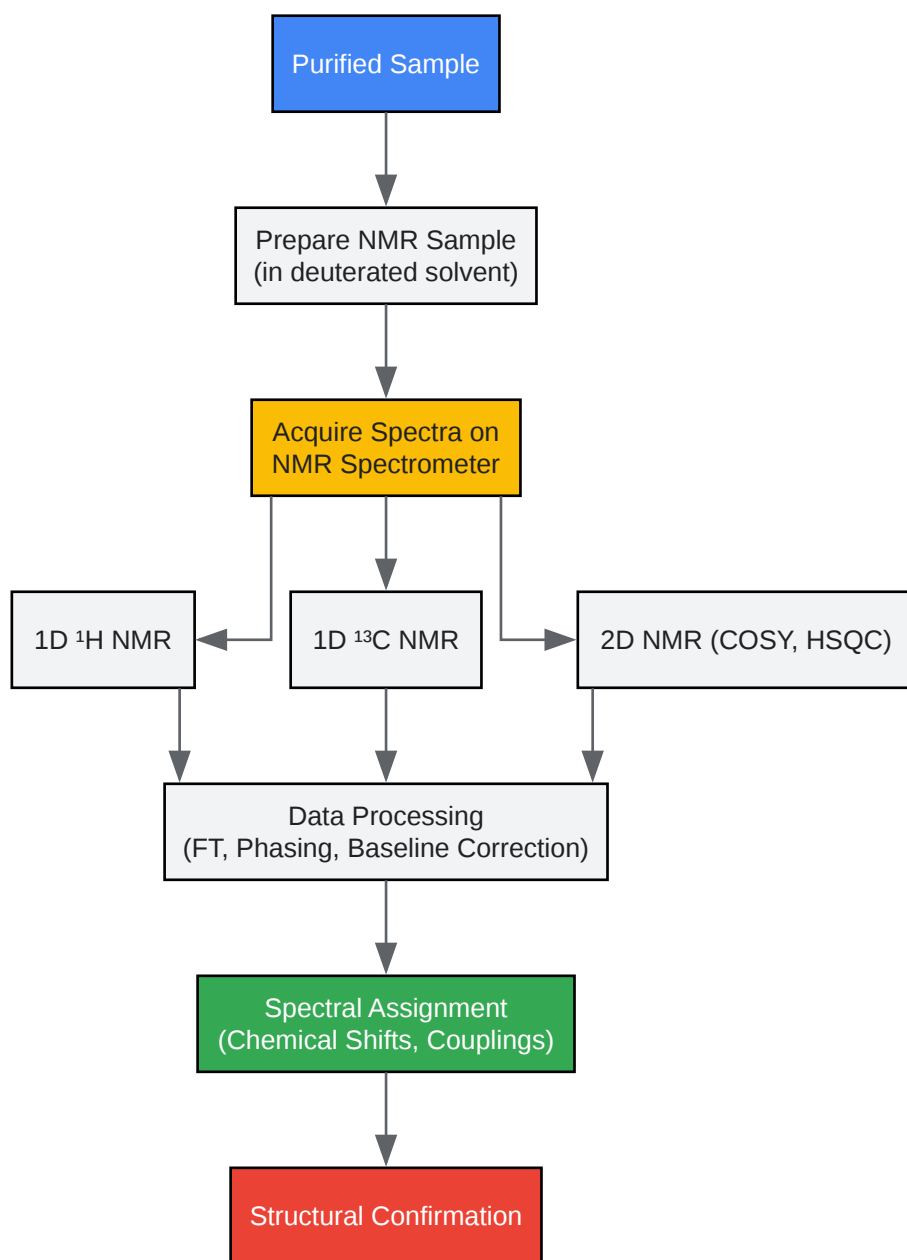 Purified Sample
Prepare NMR Sample
(in deuterated solvent)
Acquire Spectra on
NMR Spectrometer
1D ¹H NMR
1D ¹³C NMR
2D NMR (COSY, HSQC)
Data Processing
(FT, Phasing, Baseline Correction)
Spectral Assignment
(Chemical Shifts, Couplings)
Structural Confirmation